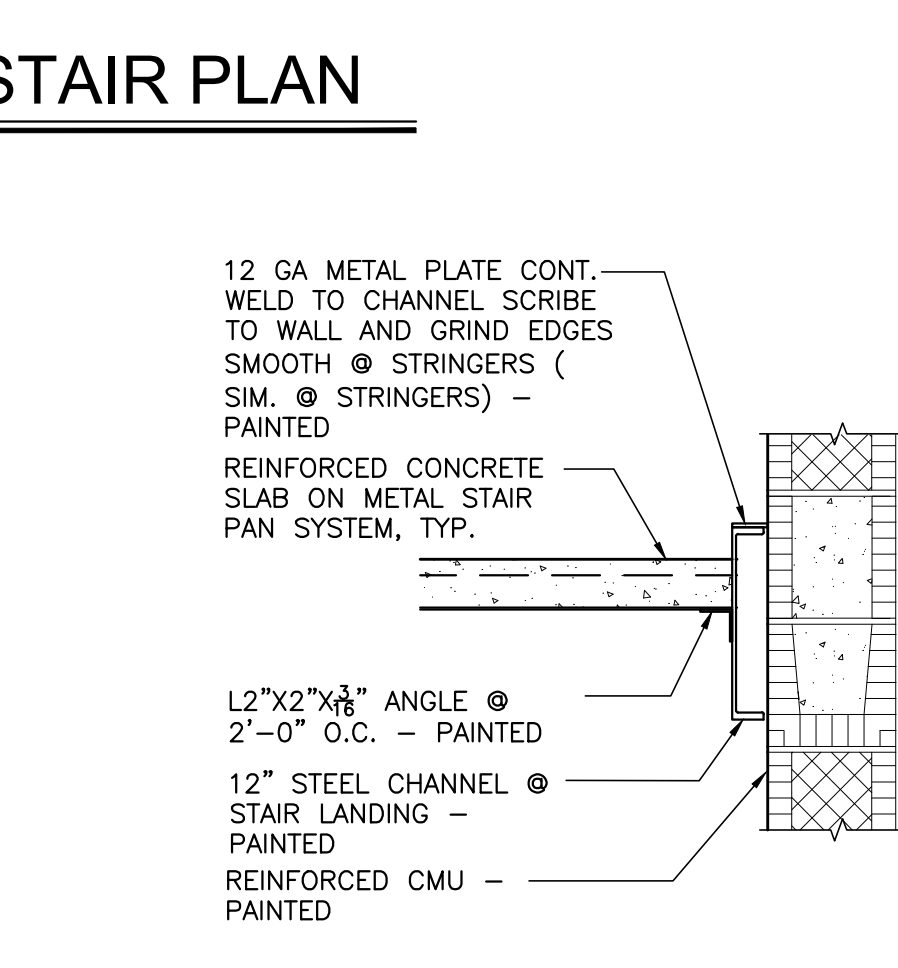 STAIR PLAN
12 GA METAL PLATE CONT.
WELD TO CHANNEL SCRIBE
TO WALL AND GRIND EDGES
SMOOTH @ STRINGERS (
SIM. @ STRINGERS) –
PAINTED
REINFORCED CONCRETE
SLAB ON METAL STAIR
PAN SYSTEM, TYP.
L2"X2"X3/16" ANGLE @
2'–0" O.C. – PAINTED
12" STEEL CHANNEL @
STAIR LANDING –
PAINTED
REINFORCED CMU –
PAINTED